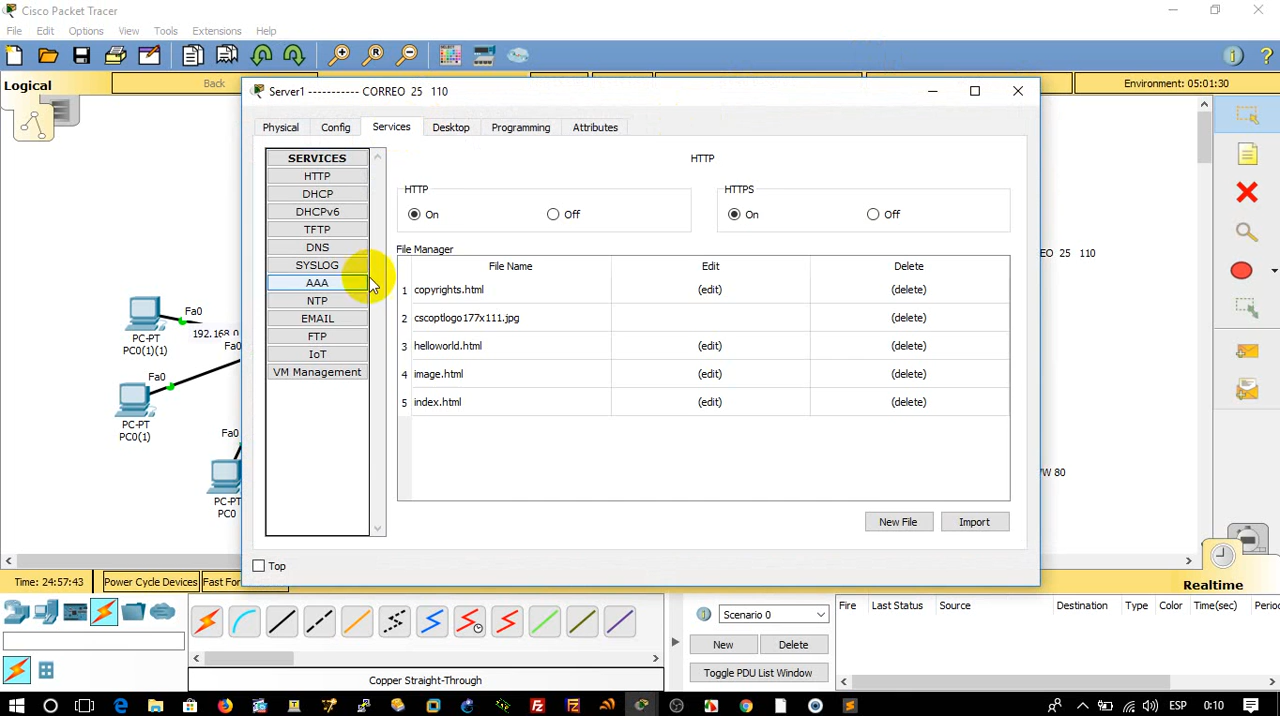 Cisco Packet Tracer
File Edit Options View Tools Extensions Help
Logical
Back
Environment: 05:01:30
Server1 ----------- CORREO 25 110
Physical Config Services Desktop Programming Attributes
SERVICES
HTTP
DHCP
DHCPv6
TFTP
DNS
SYSLOG
AAA
NTP
EMAIL
FTP
IoT
VM Management
HTTP
HTTP
On Off
HTTPS
On Off
File Manager
File Name Edit Delete
1 copyrights.html (edit) (delete)
2 cscoptlogo177x111.jpg (delete)
3 helloworld.html (edit) (delete)
4 image.html (edit) (delete)
5 index.html (edit) (delete)
New File Import
Top
Fa0
PC-PT
PC0(1)(1)
192.168.0
Fa0
Fa0
PC-PT
PC0(1)
Fa0
PC-PT
PC0
EO 25 110
W 80
Time: 24:57:43 Power Cycle Devices Fast For
Realtime
Scenario 0
New Delete
Toggle PDU List Window
Fire Last Status Source Destination Type Color Time(sec)
Copper Straight-Through
ESP 0:10